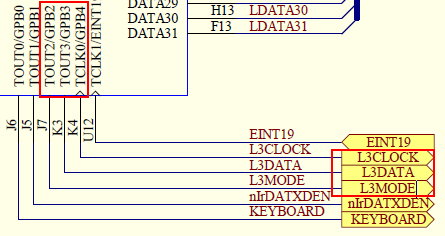 DATA29
DATA30 H13 LDATA30
DATA31 F13 LDATA31
TOUT0/GPB0
TOUT1/GPB1
TOUT2/GPB2
TOUT3/GPB3
TCLK0/GPB4
TCLK1/EINT1
J6
J5
J7
K3
K4
U12
EINT19 EINT19
L3CLOCK L3CLOCK
L3DATA L3DATA
L3MODE L3MODE
nIrDATXDEN nIrDATXDEN
KEYBOARD KEYBOARD